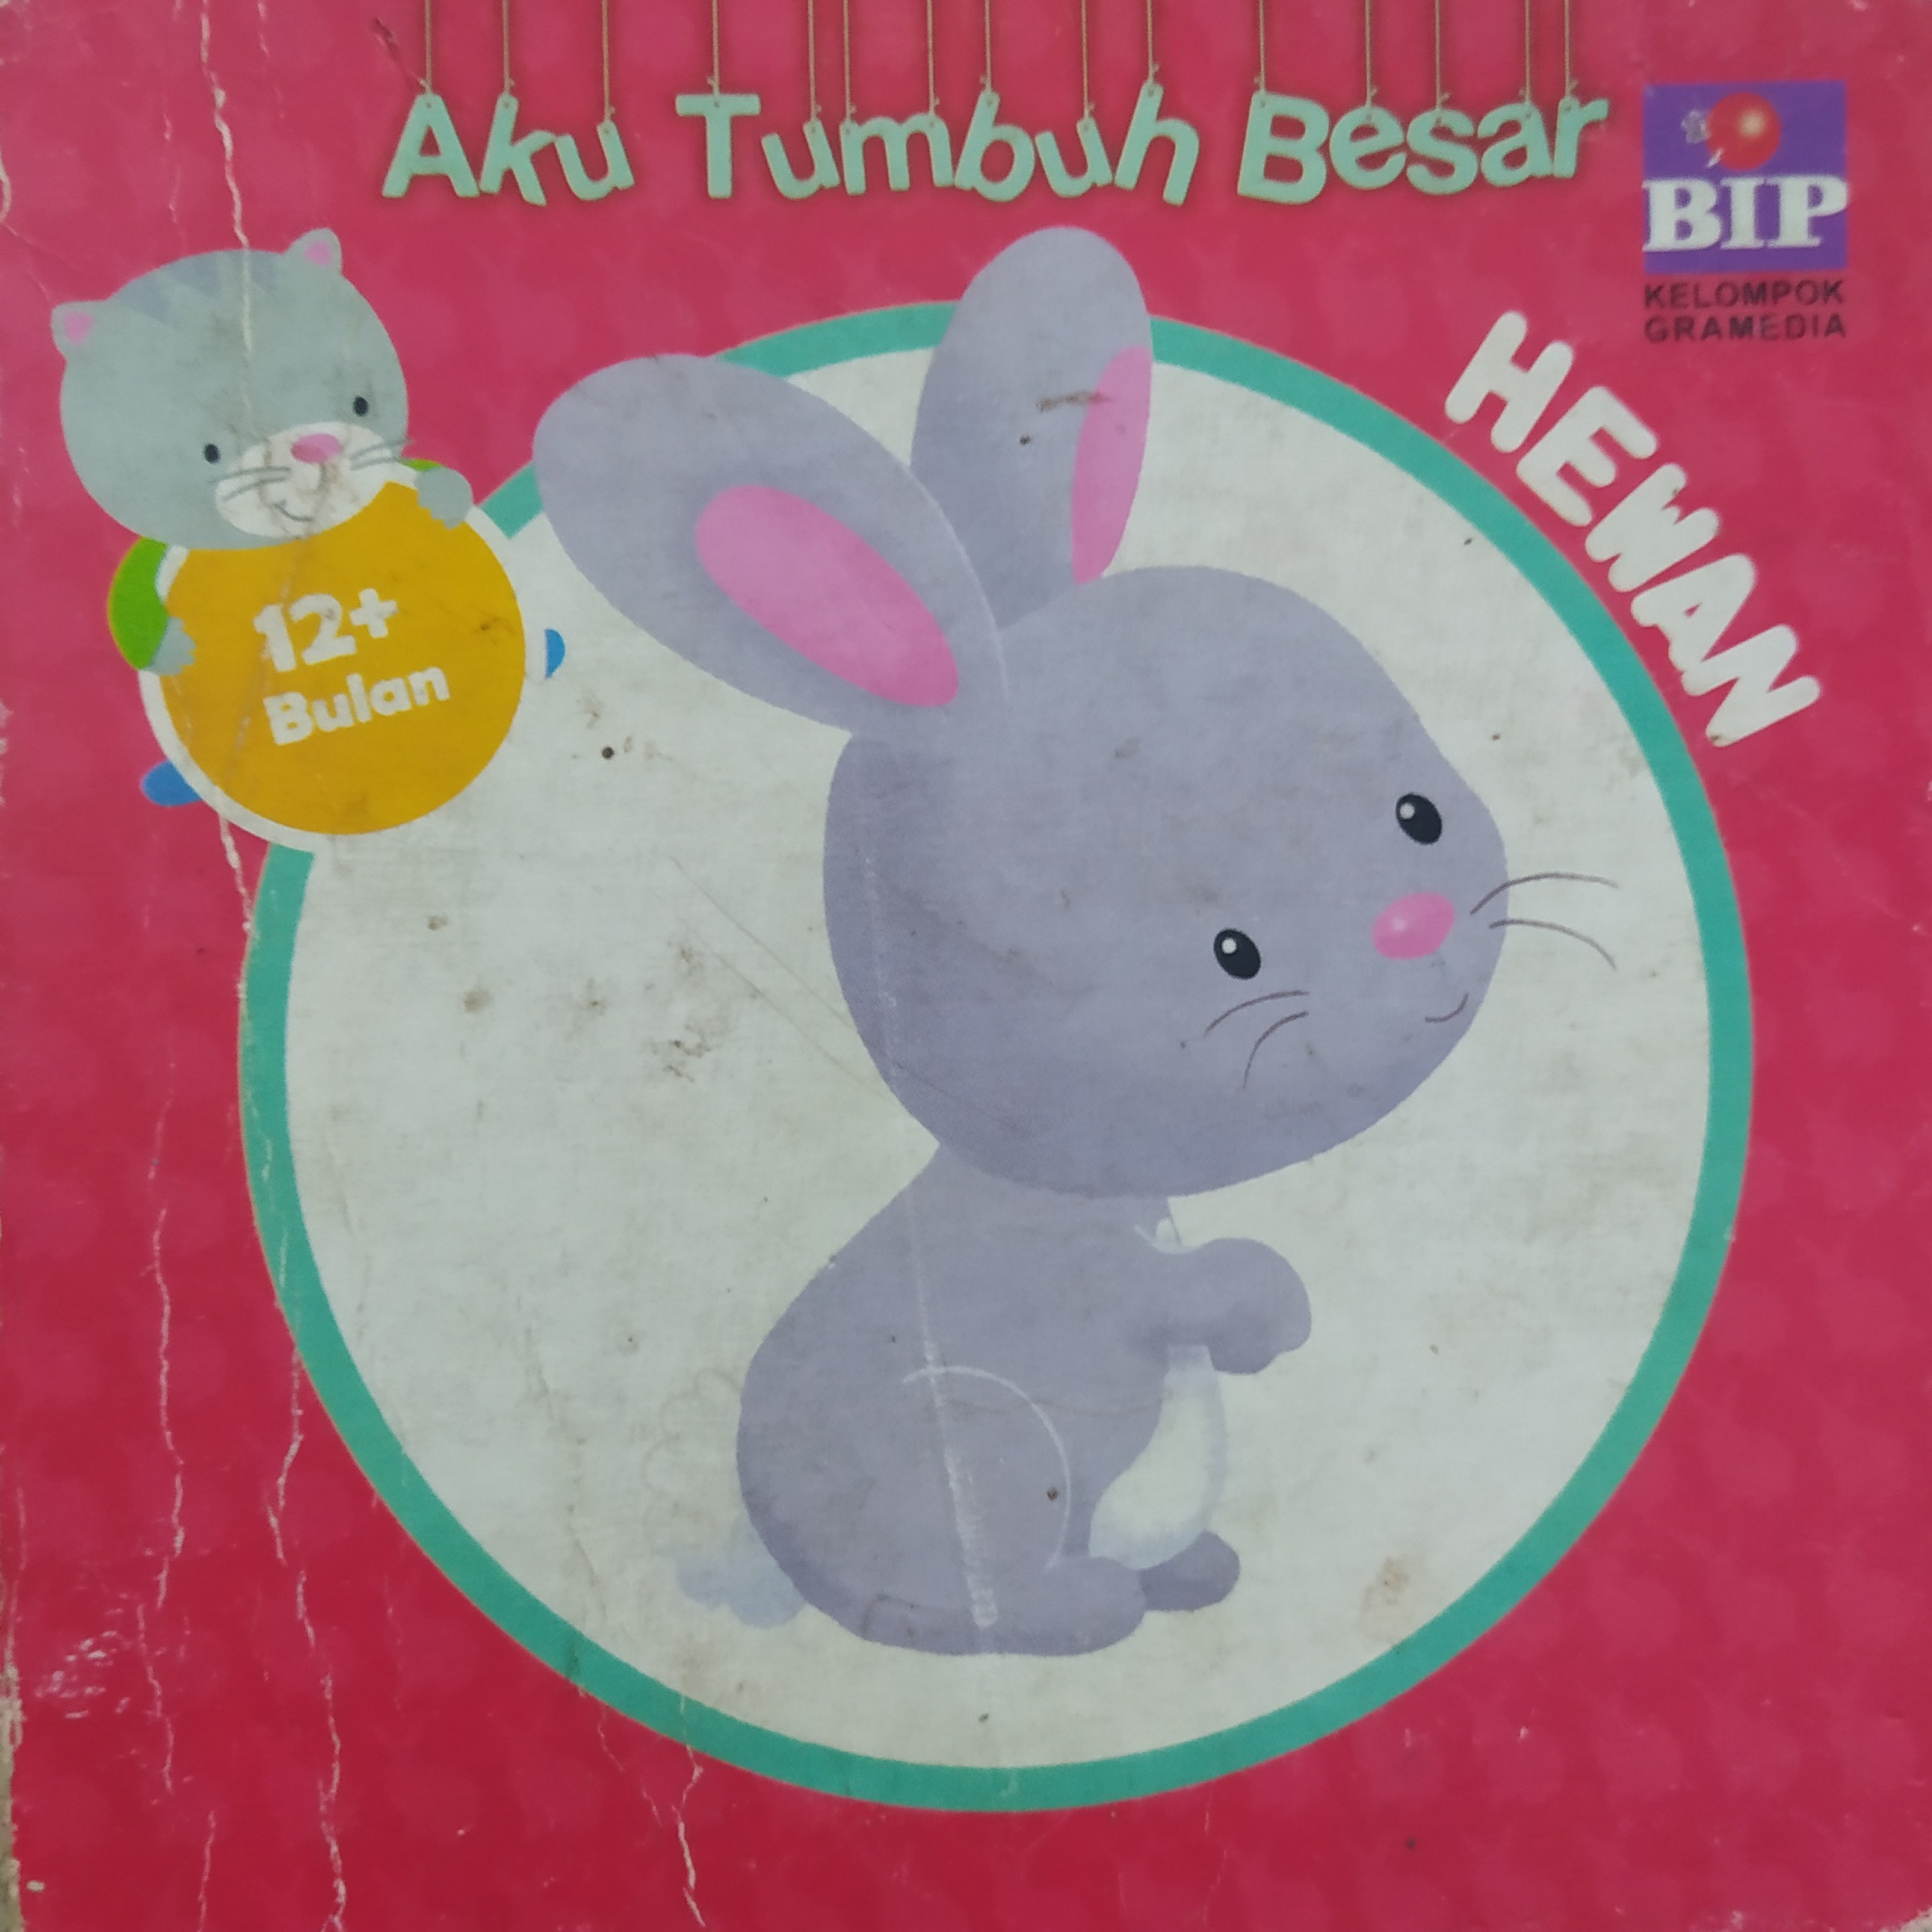 Aku Tumbuh Besar
BIP
KELOMPOK
GRAMEDIA
HEWAN
12+
Bulan